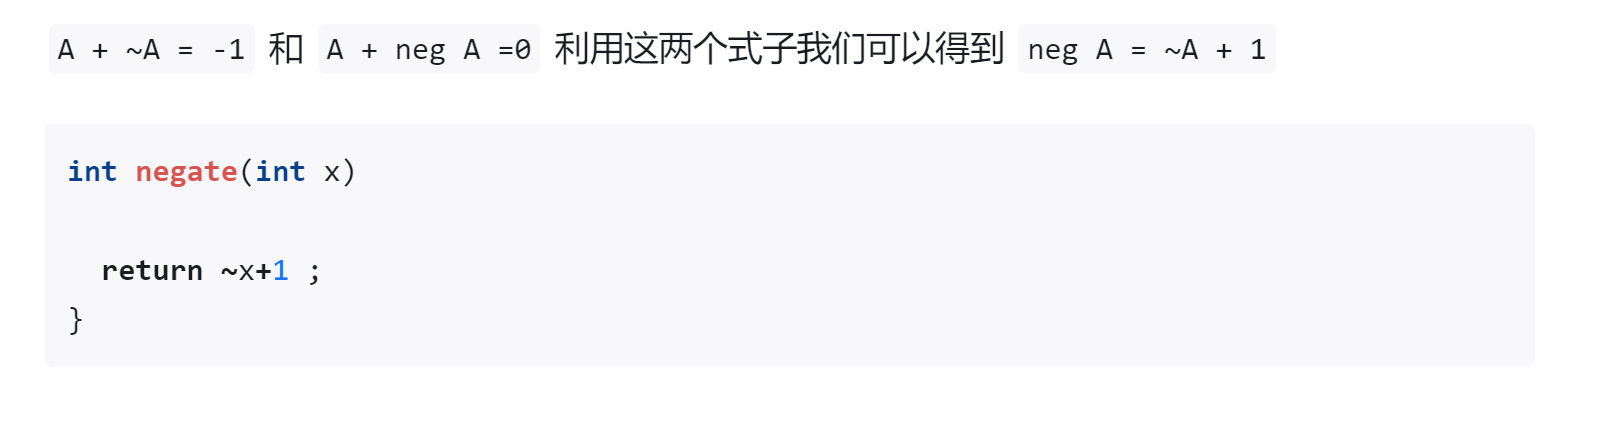 A + ~A = -1 和 A + neg A =0 利用这两个式子我们可以得到 neg A = ~A + 1
int negate(int x)
return ~x+1 ;
}